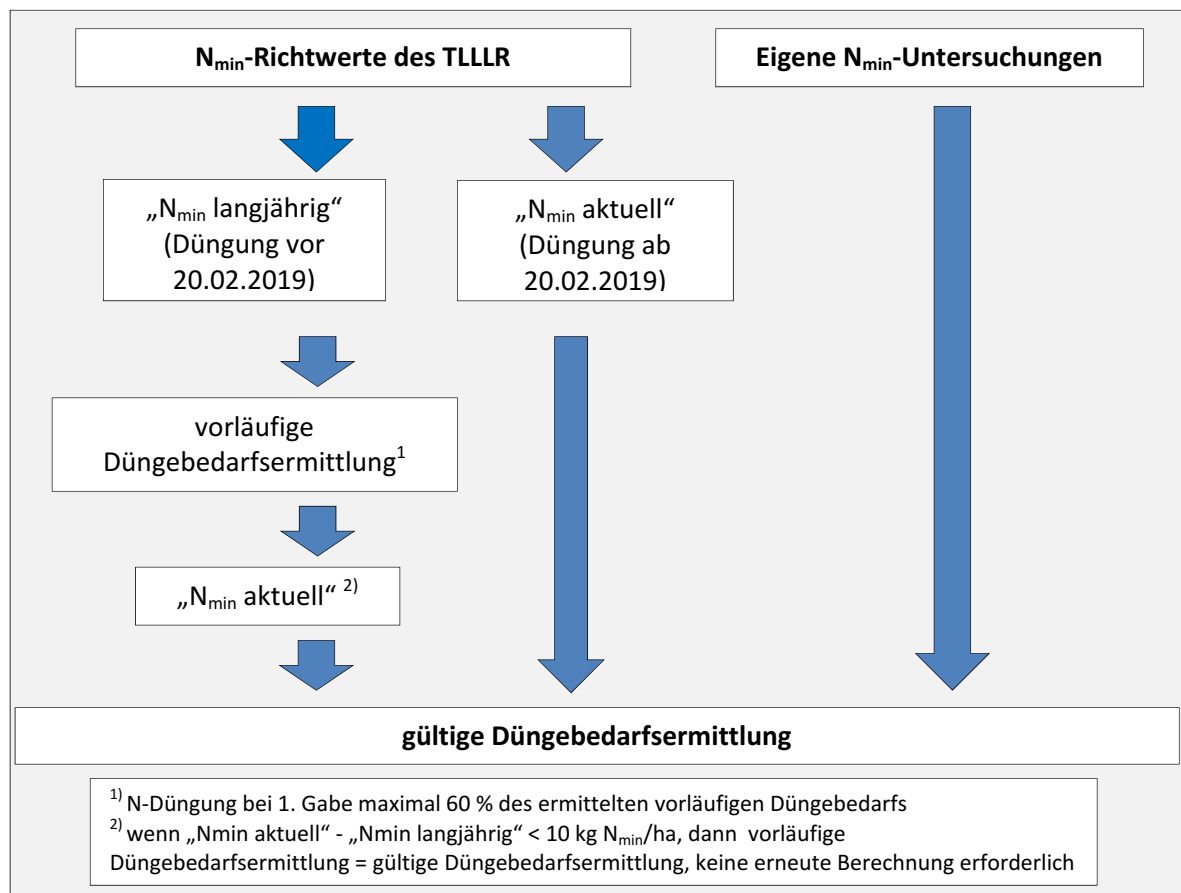 Nmin-Richtwerte des TLLLR
Eigene Nmin-Untersuchungen
„Nmin langjährig“
(Düngung vor
20.02.2019)
„Nmin aktuell“
(Düngung ab
20.02.2019)
vorläufige
Düngebedarfsermittlung1
„Nmin aktuell“ 2)
gültige Düngebedarfsermittlung
1) N-Düngung bei 1. Gabe maximal 60 % des ermittelten vorläufigen Düngebedarfs
2) wenn „Nmin aktuell“ - „Nmin langjährig“ < 10 kg Nmin/ha, dann vorläufige
Düngebedarfsermittlung = gültige Düngebedarfsermittlung, keine erneute Berechnung erforderlich